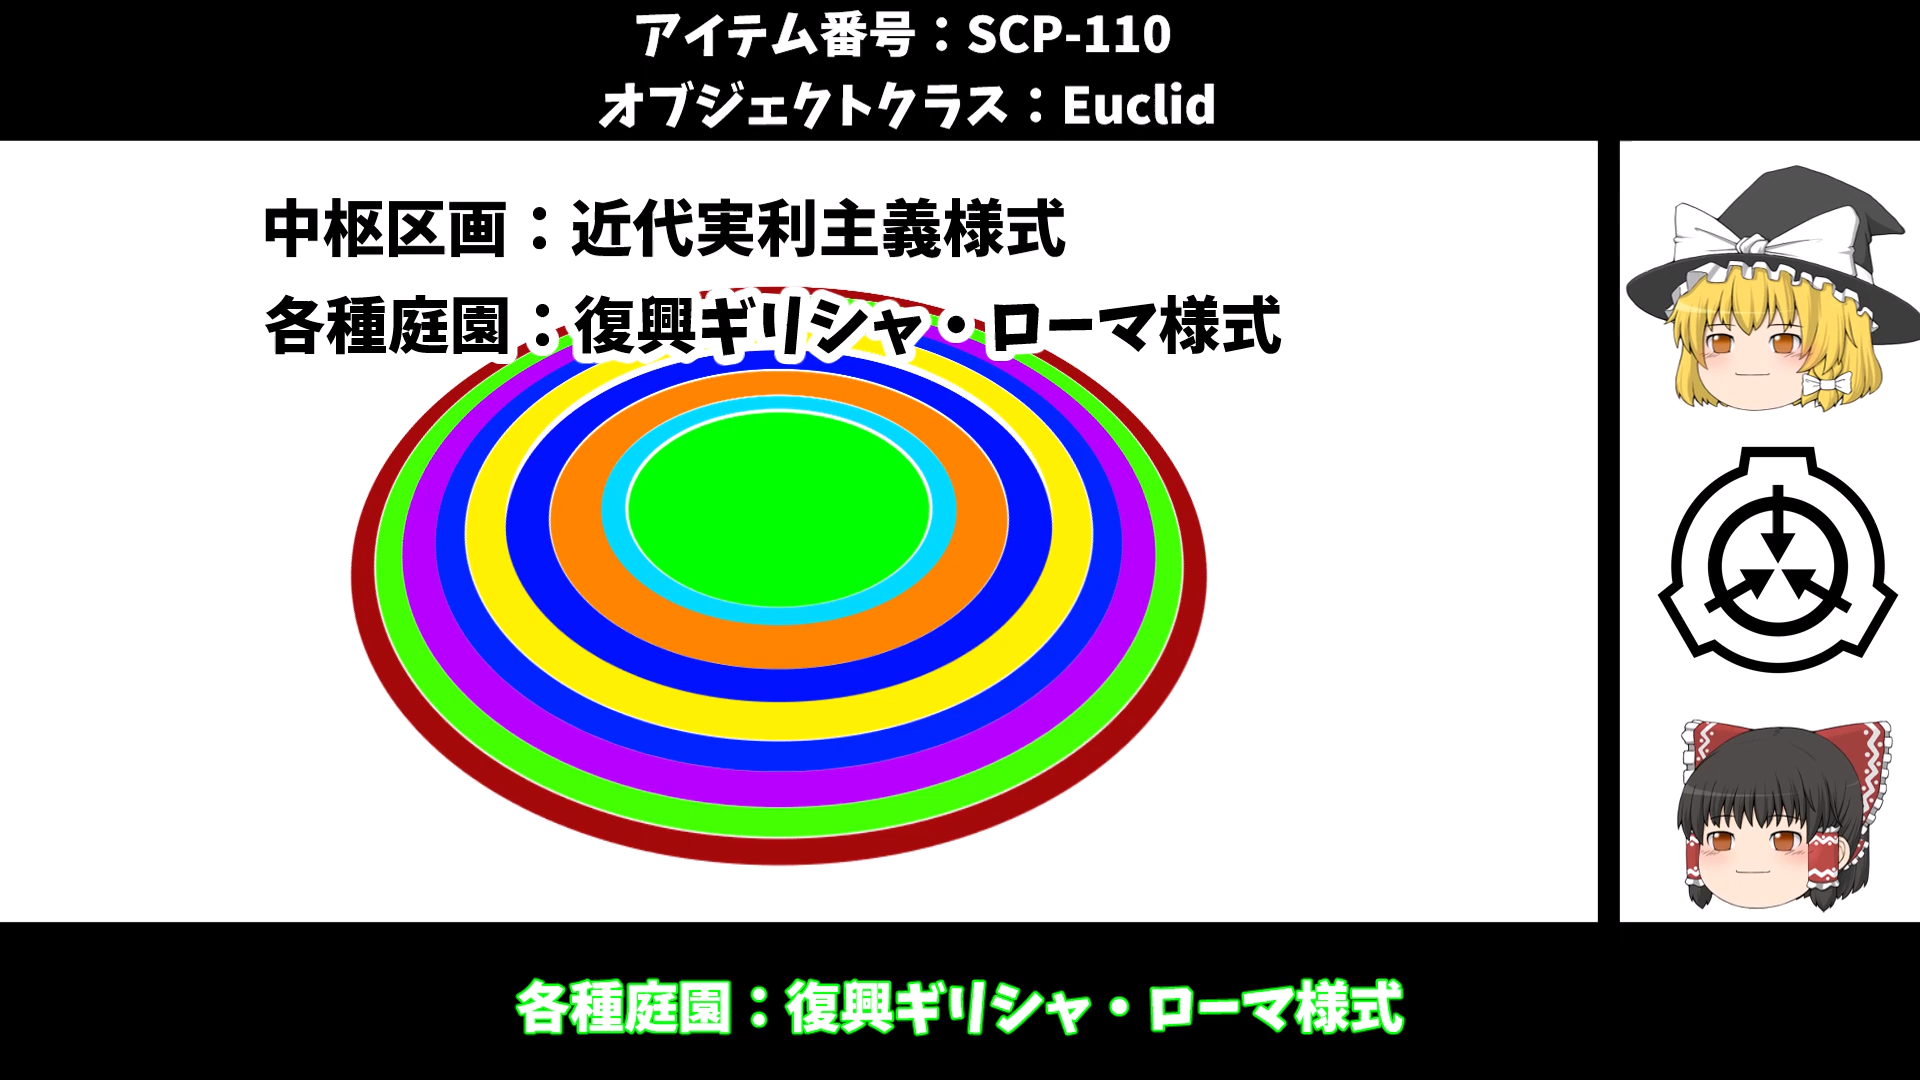 アイテム番号：SCP-110
オブジェクトクラス：Euclid
中枢区画：近代実利主義様式
各種庭園：復興ギリシャ・ローマ様式
各種庭園：復興ギリシャ・ローマ様式